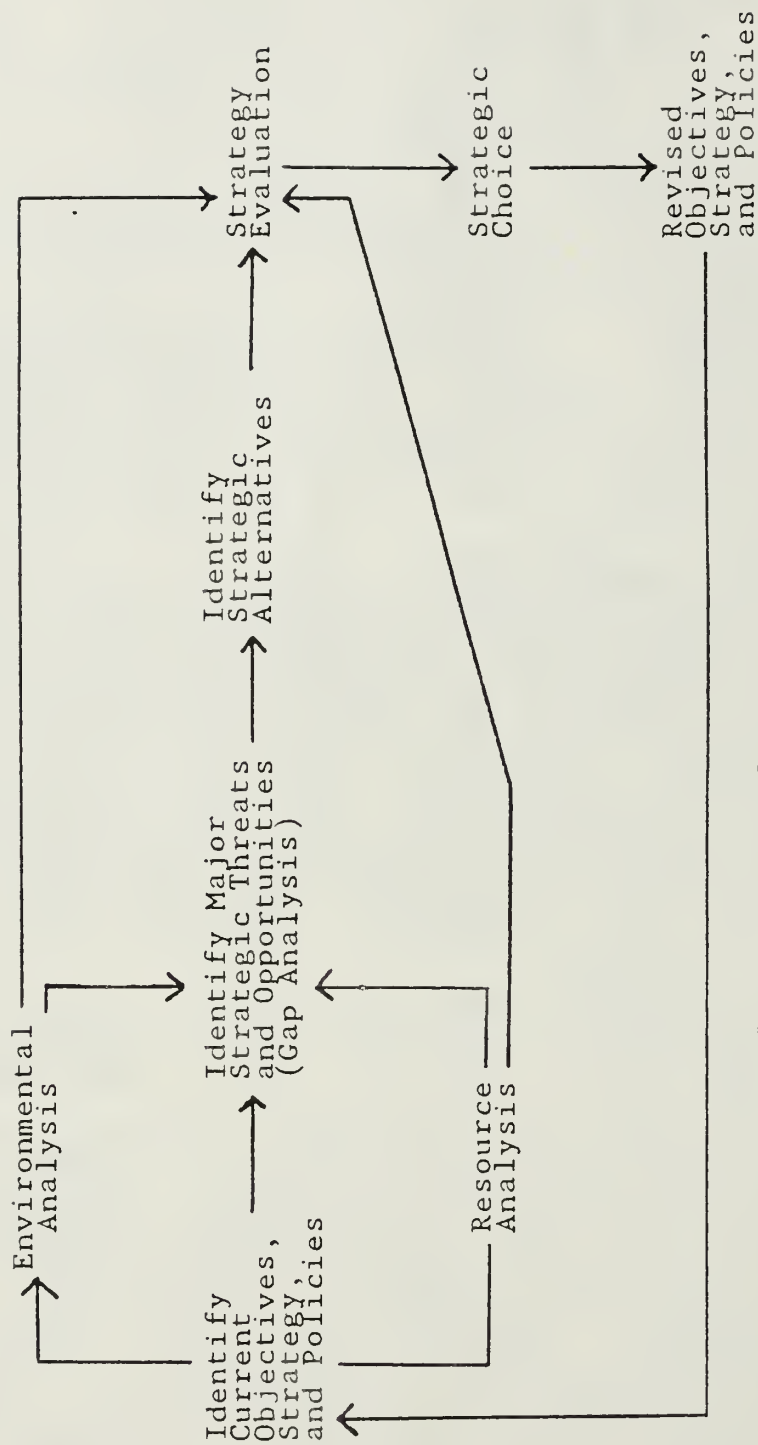 Environmental
Analysis
Identify
Current
Objectives,
Strategy,
and Policies
Identify Major
Strategic Threats
and Opportunities
(Gap Analysis)
Identify
Strategic
Alternatives
Strategy
Evaluation
Resource
Analysis
Strategic
Choice
Revised
Objectives,
Strategy,
and Policies